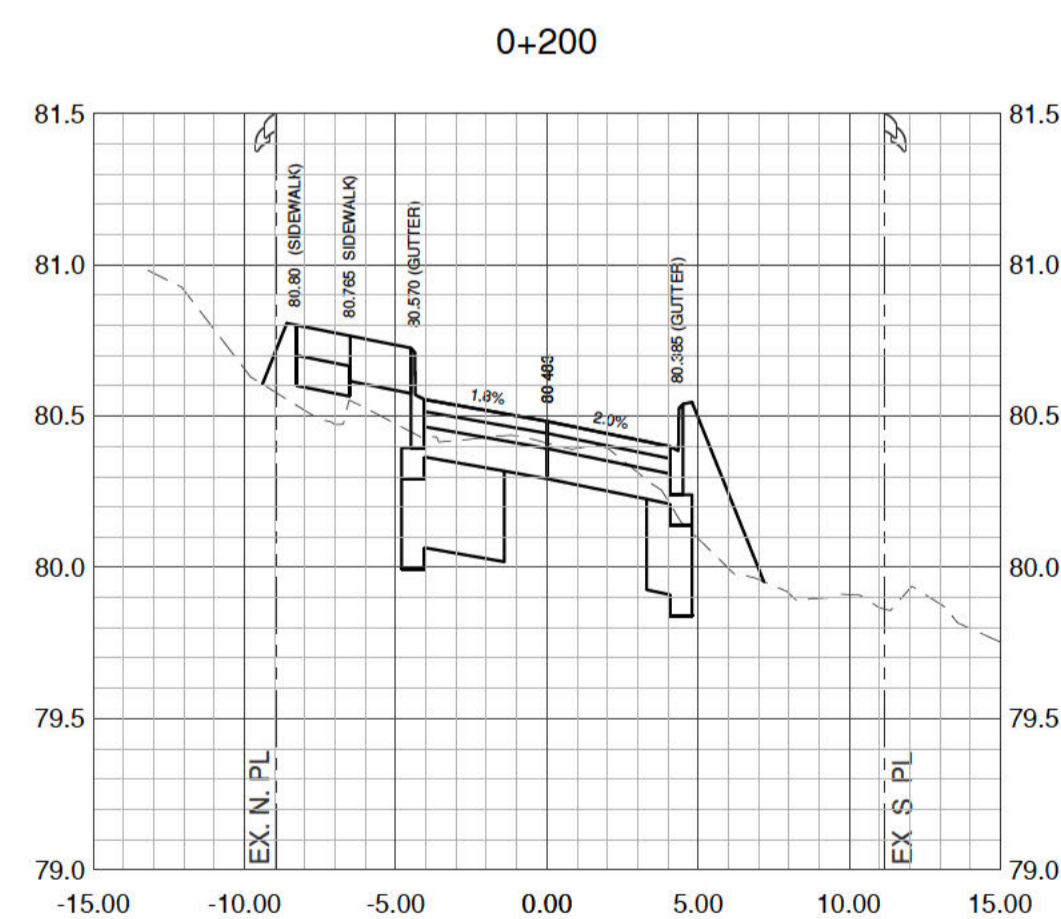 0+200
81.5
81.5
81.0
81.0
80.5
80.5
80.0
80.0
79.5
79.5
79.0
79.0
80.80 (SIDEWALK)
80.765 SIDEWALK)
80.570 (GUTTER)
80.483
80.385 (GUTTER)
1.8%
2.0%
EX. N. PL
EX. S. PL
-15.00 -10.00 -5.00 0.00 5.00 10.00 15.00